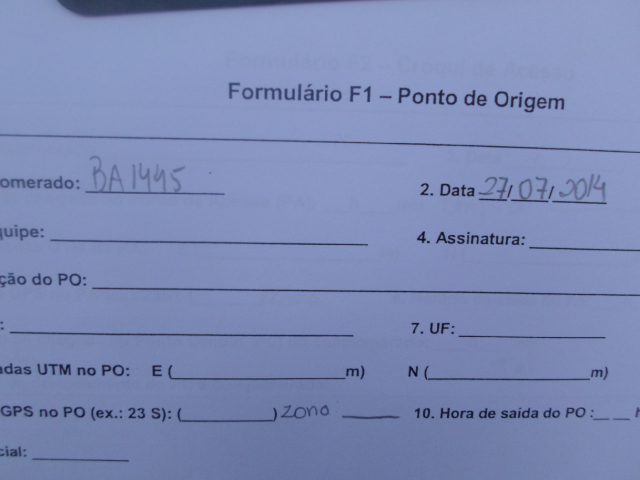 Formulário F1 – Ponto de Origem
omerado: BA1445 2. Data 27/07/2014
quipe: 4. Assinatura:
ção do PO:
: 7. UF:
adas UTM no PO: E ( m) N ( m)
GPS no PO (ex.: 23 S): ( ) zona 10. Hora de saída do PO : h
cial: